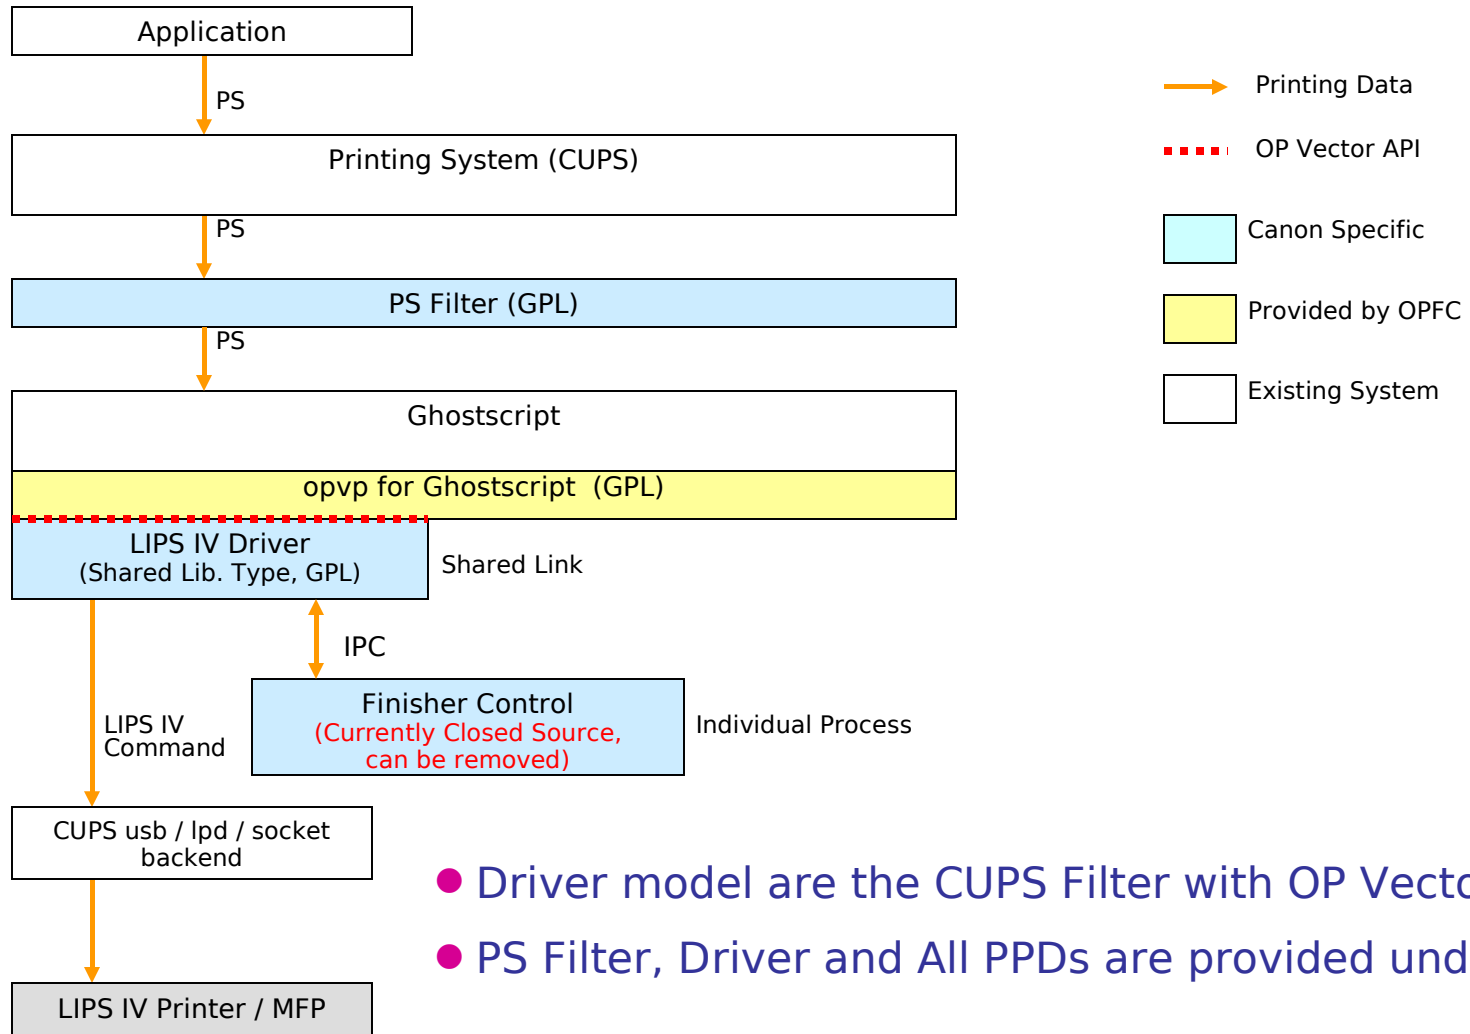 Application
PS
Printing System (CUPS)
PS
PS Filter (GPL)
PS
Ghostscript
opvp for Ghostscript (GPL)
LIPS IV Driver
(Shared Lib. Type, GPL)
Shared Link
IPC
Finisher Control
(Currently Closed Source,
can be removed)
Individual Process
LIPS IV
Command
CUPS usb / lpd / socket
backend
LIPS IV Printer / MFP
Printing Data
OP Vector API
Canon Specific
Provided by OPFC
Existing System
Driver model are the CUPS Filter with OP
PS Filter, Driver and All PPDs are provided